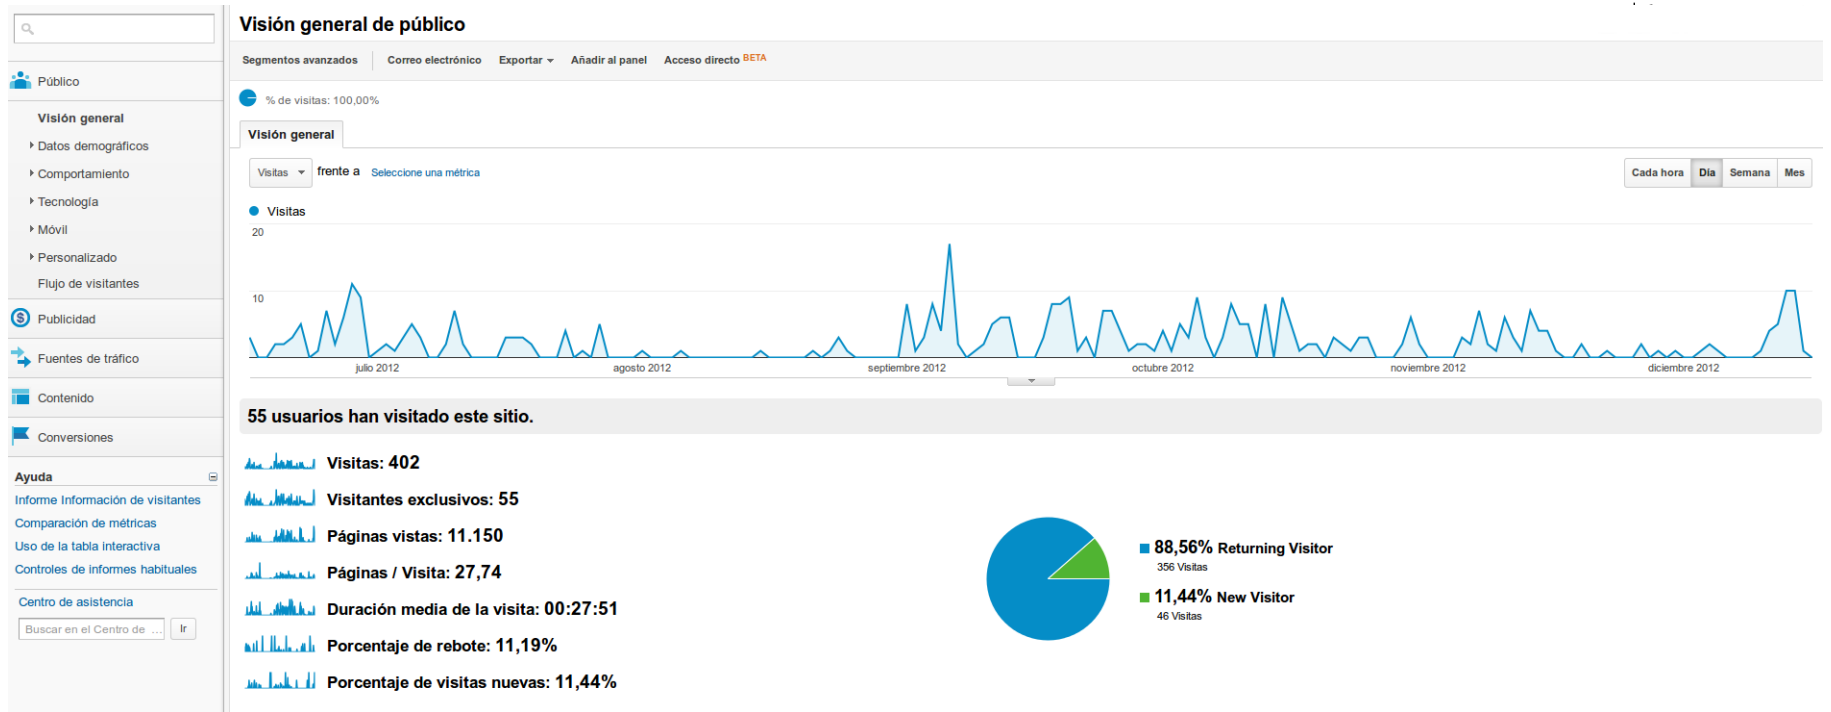 Público
Visión general
Datos demográficos
Comportamiento
Tecnología
Móvil
Personalizado
Flujo de visitantes
Publicidad
Fuentes de tráfico
Contenido
Conversiones
Ayuda
Informe Información de visitantes
Comparación de métricas
Uso de la tabla interactiva
Controles de informes habituales
Centro de asistencia
Buscar en el Centro de ... Ir
Visión general de público
Segmentos avanzados Correo electrónico Exportar Añadir al panel Acceso directo BETA
% de visitas: 100,00%
Visión general
Visitas frente a Seleccione una métrica
Cada hora Día Semana Mes
Visitas
20
10
julio 2012 agosto 2012 septiembre 2012 octubre 2012 noviembre 2012 diciembre 2012
55 usuarios han visitado este sitio.
Visitas: 402
Visitantes exclusivos: 55
Páginas vistas: 11.150
Páginas / Visita: 27,74
Duración media de la visita: 00:27:51
Porcentaje de rebote: 11,19%
Porcentaje de visitas nuevas: 11,44%
88,56% Returning Visitor
356 Visitas
11,44% New Visitor
46 Visitas